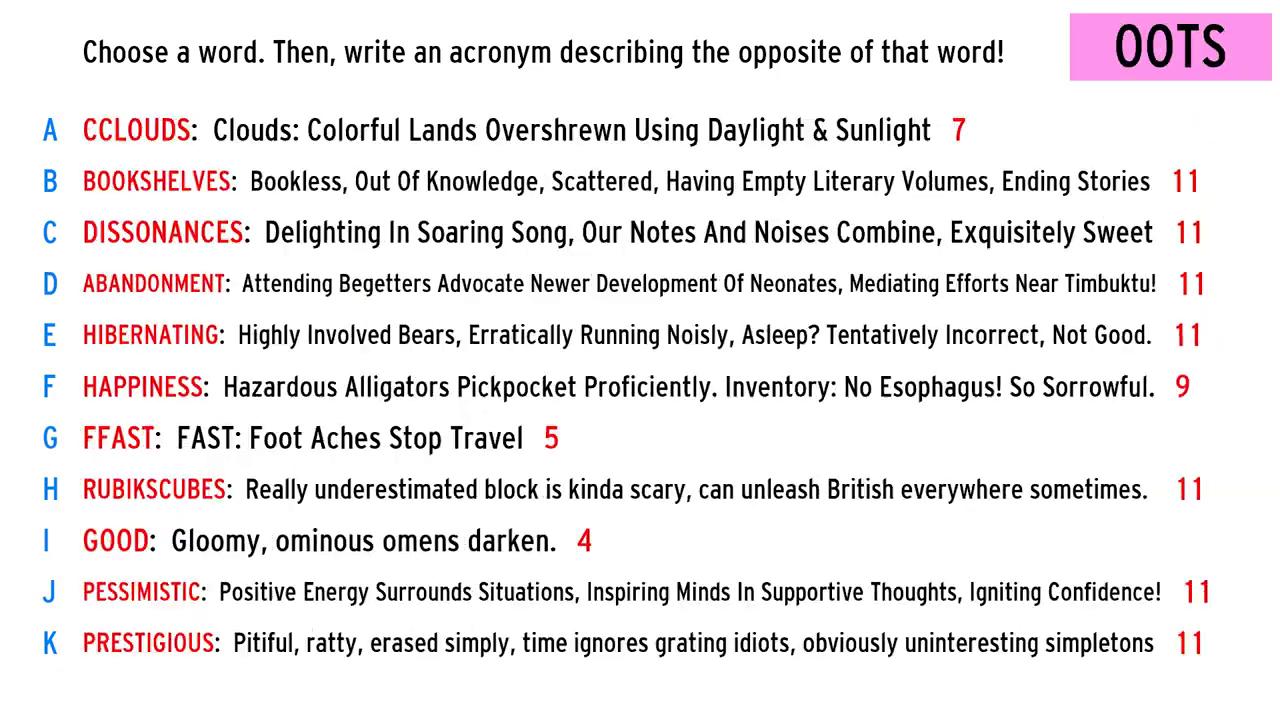 Choose a word. Then, write an acronym describing the opposite of that word!
OOTS
A CCLOUDS: Clouds: Colorful Lands Overshrewn Using Daylight & Sunlight 7
B BOOKSHELVES: Bookless, Out Of Knowledge, Scattered, Having Empty Literary Volumes, Ending Stories 11
C DISSONANCES: Delighting In Soaring Song, Our Notes And Noises Combine, Exquisitely Sweet 11
D ABANDONMENT: Attending Begetters Advocate Newer Development Of Neonates, Mediating Efforts Near Timbuktu! 11
E HIBERNATING: Highly Involved Bears, Erratically Running Noisly, Asleep? Tentatively Incorrect, Not Good. 11
F HAPPINESS: Hazardous Alligators Pickpocket Proficiently. Inventory: No Esophagus! So Sorrowful. 9
G FFAST: FAST: Foot Aches Stop Travel 5
H RUBIKSCUBES: Really underestimated block is kinda scary, can unleash British everywhere sometimes. 11
I GOOD: Gloomy, ominous omens darken. 4
J PESSIMISTIC: Positive Energy Surrounds Situations, Inspiring Minds In Supportive Thoughts, Igniting Confidence! 11
K PRESTIGIOUS: Pitiful, ratty, erased simply, time ignores grating idiots, obviously uninteresting simpletons 11